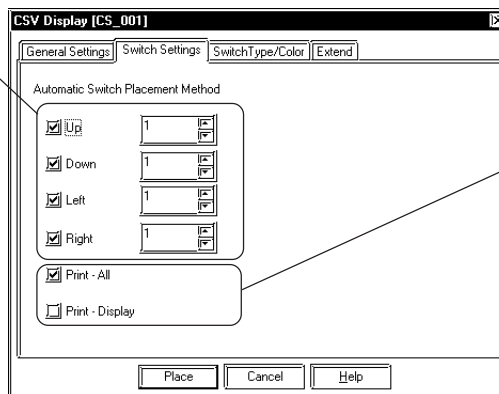 CSV Display [CS_001]
General Settings Switch Settings SwitchType/Color Extend
Automatic Switch Placement Method
Up 1
Down 1
Left 1
Right 1
Print - All
Print - Display
Place Cancel Help